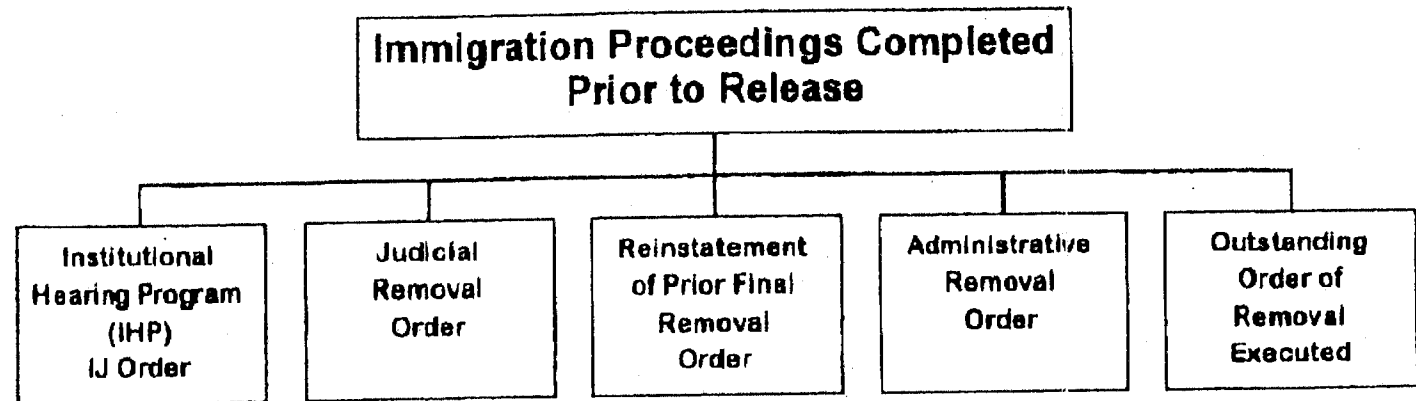 Immigration Proceedings Completed
Prior to Release
Institutional
Hearing Program
(IHP)
IJ Order
Judicial
Removal
Order
Reinstatement
of Prior Final
Removal
Order
Administrative
Removal
Order
Outstanding
Order of
Removal
Executed